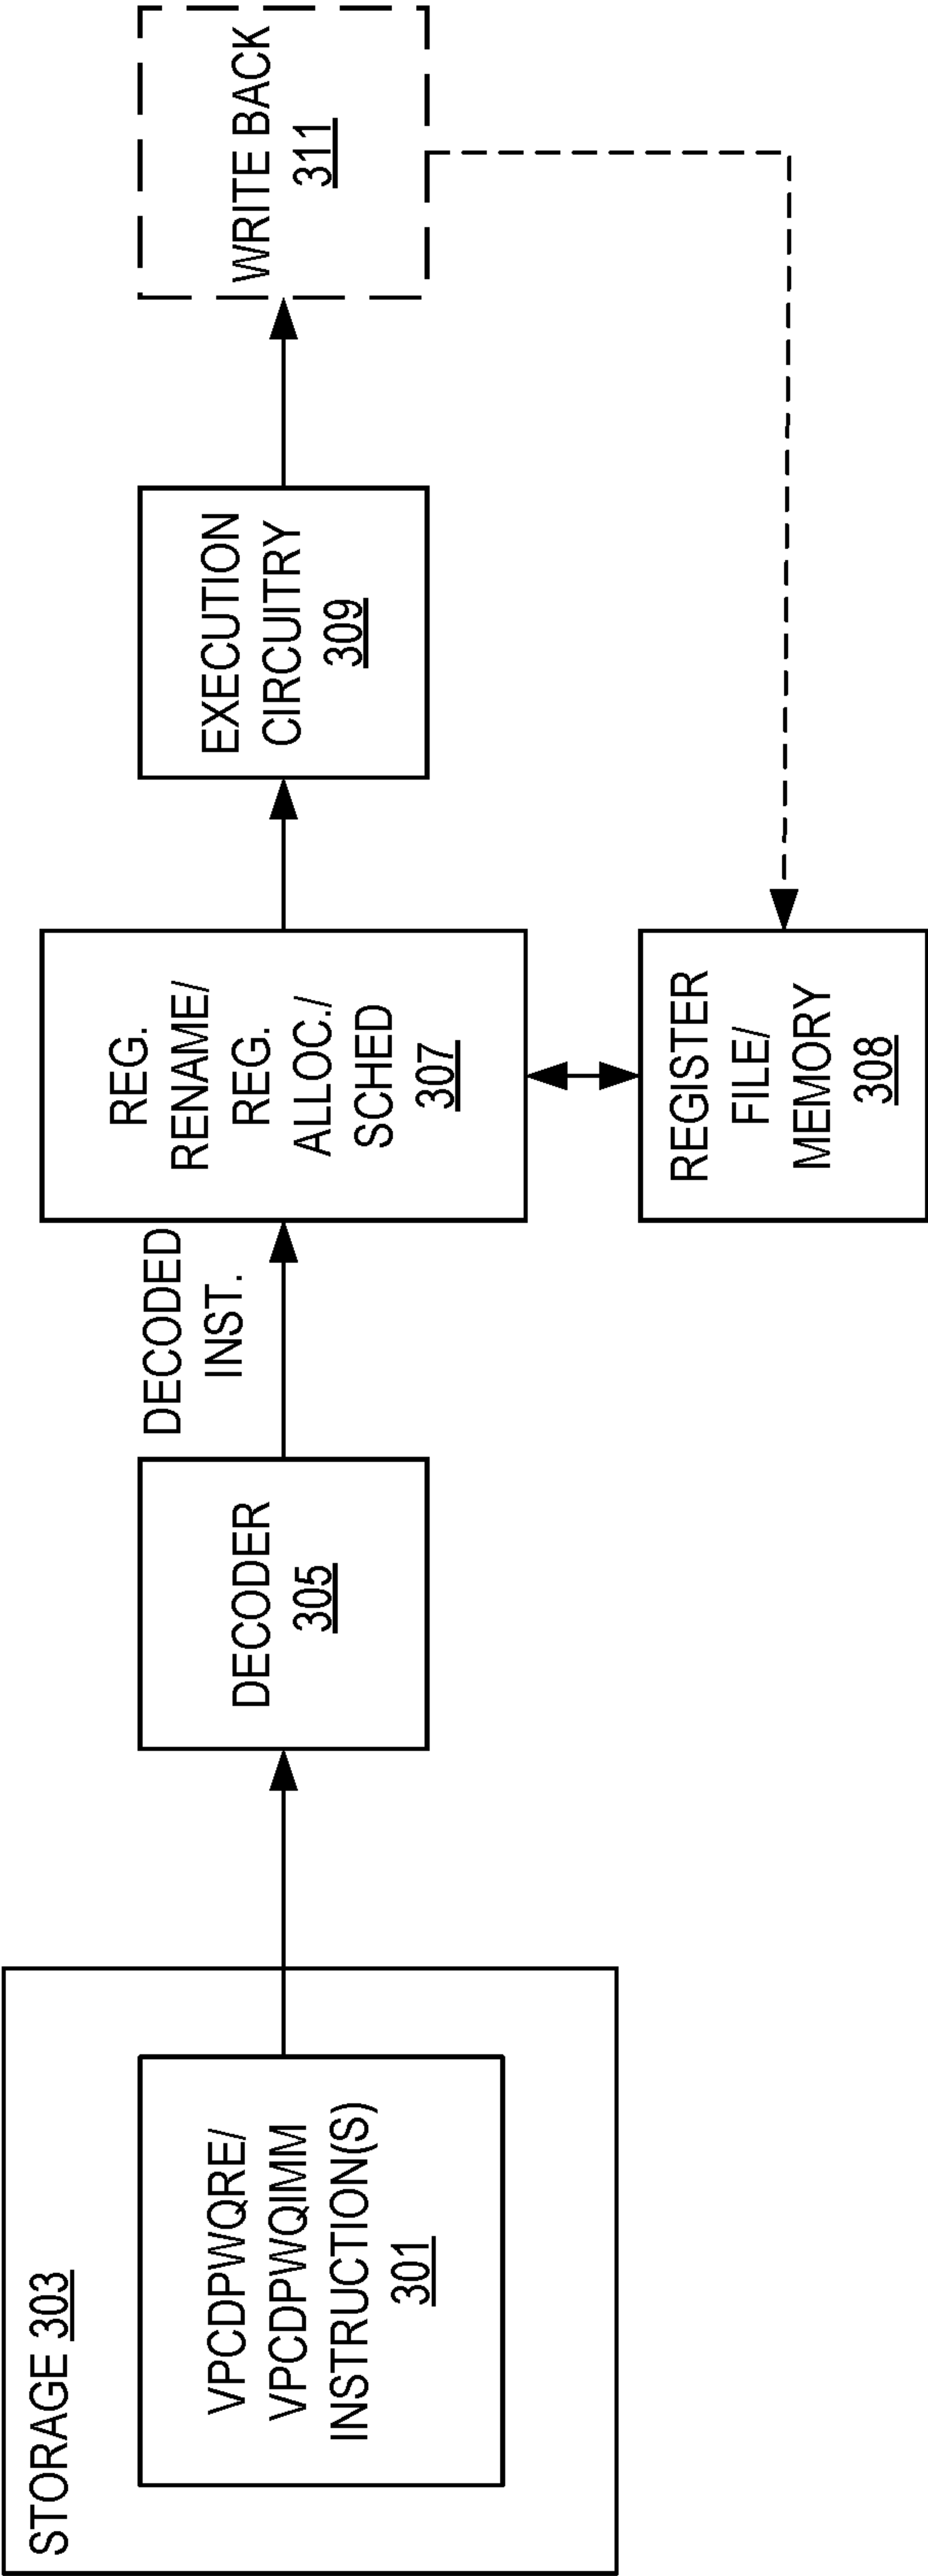 STORAGE 303
VPCDPWQRE/
VPCDPWQIMM
INSTRUCTION(S)
301
DECODER
305
DECODED
INST.
REG.
RENAME/
REG.
ALLOC./
SCHED
307
REGISTER
FILE/
MEMORY
308
EXECUTION
CIRCUITRY
309
WRITE BACK
311